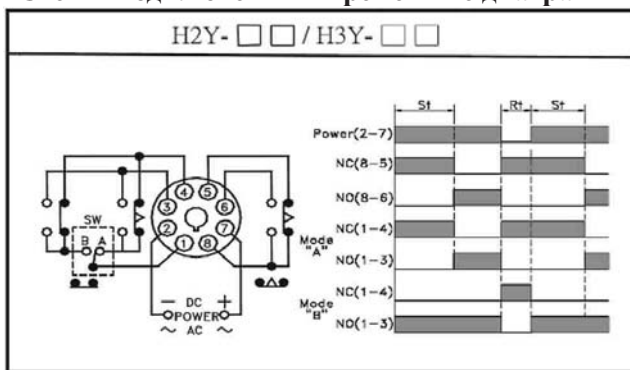 H2Y- □ □ / H3Y- □ □
St Rt St
Power(2-7)
NC(8-5)
NO(8-6)
Mode "A"
NC(1-4)
NO(1-3)
Mode "B"
NC(1-4)
NO(1-3)
4 5
3 6
2 7
1 8
SW
B A
− DC +
POWER
~ AC ~